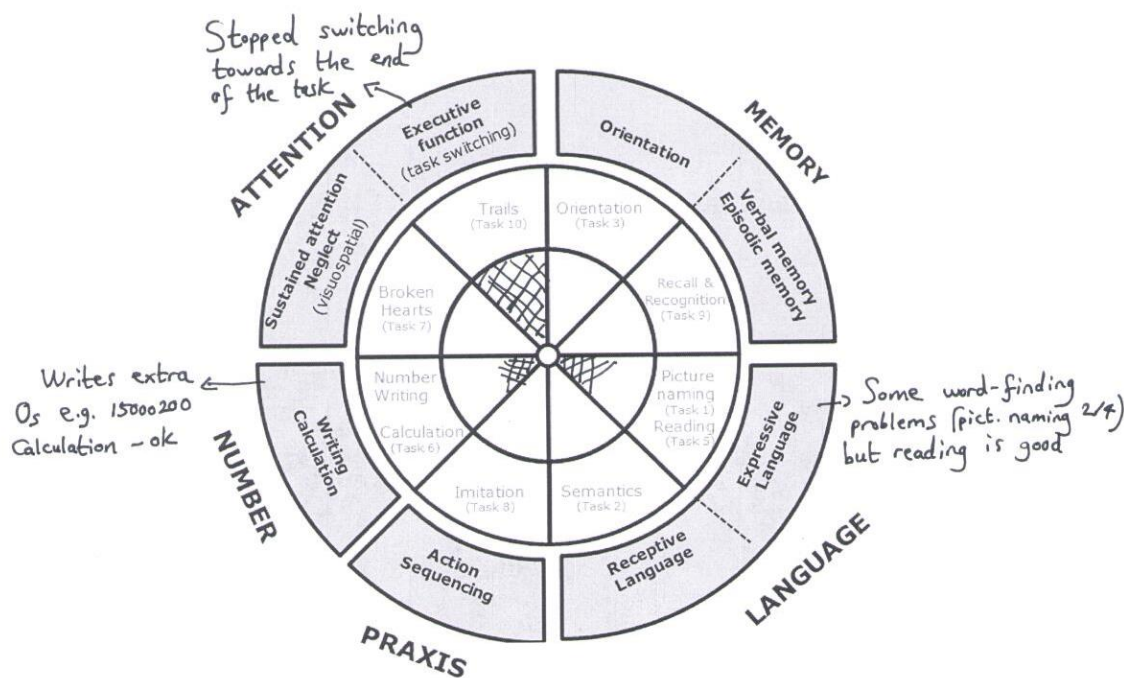 Stopped switching
towards the end
of the task
ATTENTION
MEMORY
Executive
function
(task switching)
Orientation
Sustained attention
Neglect
(visuospatial)
Verbal memory
Episodic memory
Trails
(Task 10)
Orientation
(Task 3)
Broken
Hearts
(Task 7)
Recall &
Recognition
(Task 9)
Writes extra
0s e.g. 15000200
Calculation - ok
Number
Writing
Calculation
(Task 6)
Picture
naming
(Task 1)
Reading
(Task 5)
Some word-finding
problems (pict. naming 2/4)
but reading is good
Writing
Calculation
Expressive
Language
Imitation
(Task 8)
Semantics
(Task 2)
NUMBER
Action
Sequencing
Receptive
Language
LANGUAGE
PRAXIS